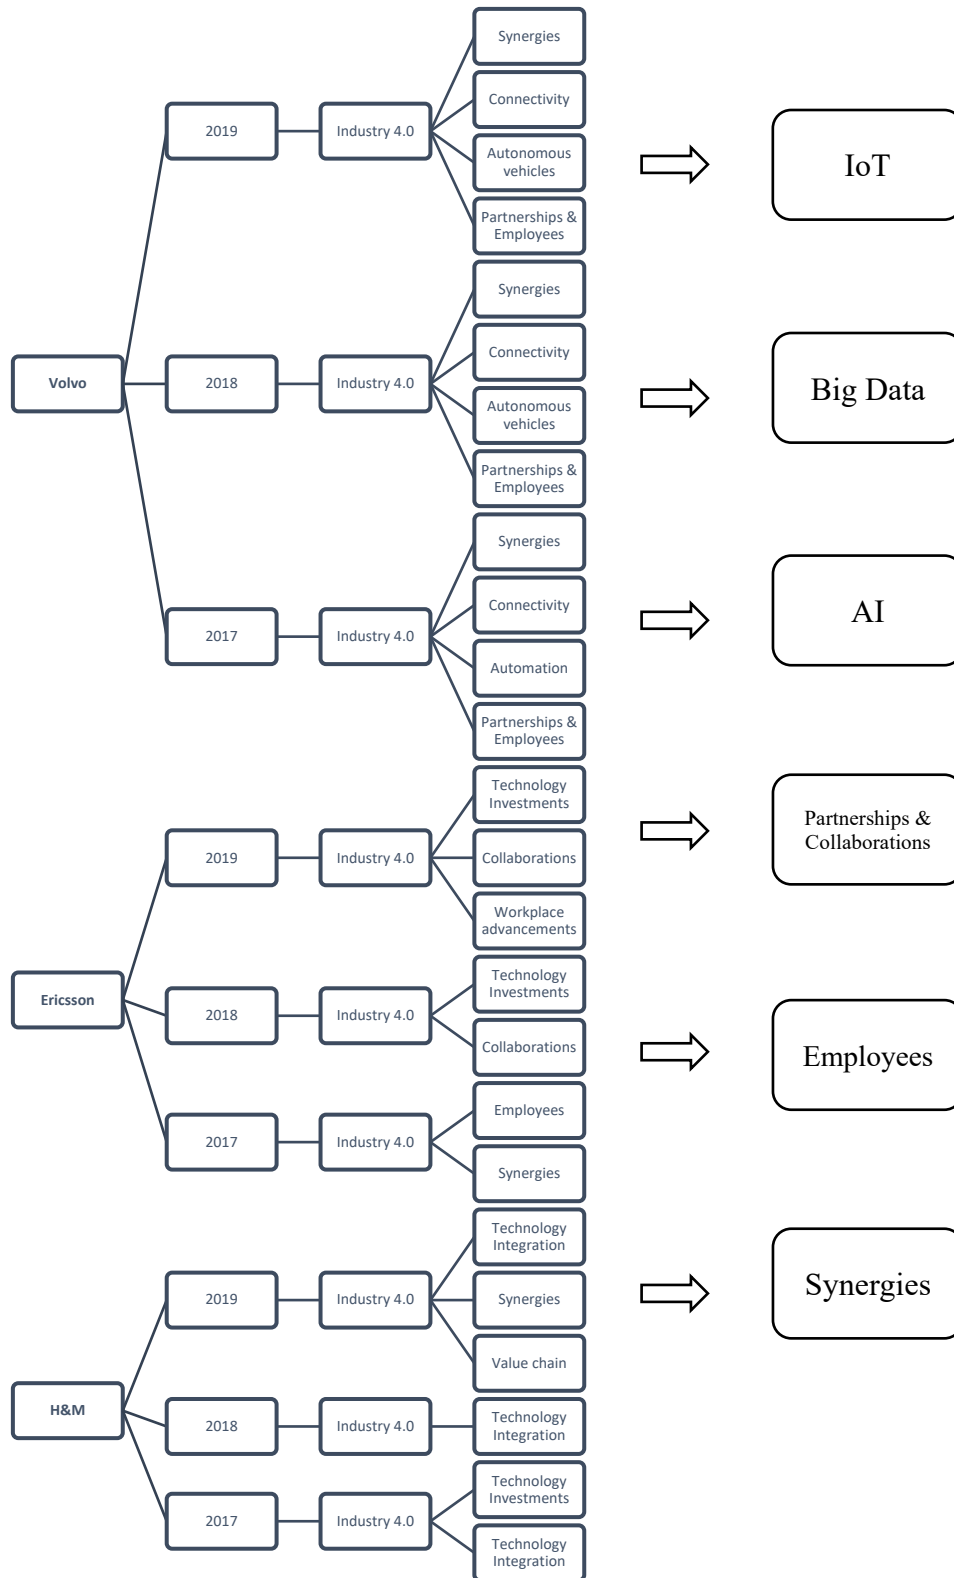 Synergies
Connectivity
2019
Industry 4.0
Autonomous
vehicles
Partnerships &
Employees
IoT
Synergies
Connectivity
Volvo
2018
Industry 4.0
Autonomous
vehicles
Partnerships &
Employees
Big Data
Synergies
Connectivity
2017
Industry 4.0
Automation
Partnerships &
Employees
AI
Technology
Investments
2019
Industry 4.0
Collaborations
Workplace
advancements
Partnerships &
Collaborations
Ericsson
Technology
Investments
2018
Industry 4.0
Collaborations
Employees
Employees
2017
Industry 4.0
Synergies
Technology
Integration
2019
Industry 4.0
Synergies
Value chain
Synergies
H&M
2018
Industry 4.0
Technology
Integration
Technology
Investments
2017
Industry 4.0
Technology
Integration